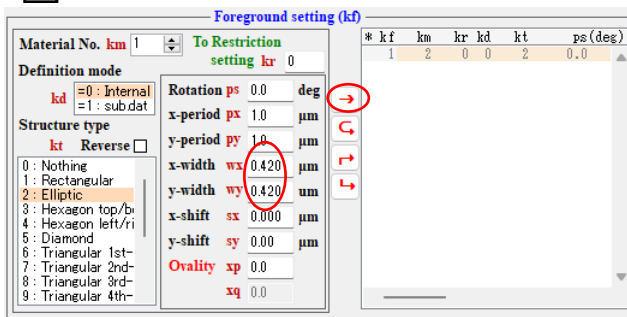 Foreground setting (kf)
Material No. km 1
To Restriction
setting kr 0
Definition mode
kd =0 : Internal
=1 : sub.dat
Structure type
kt Reverse
0 : Nothing
1 : Rectangular
2 : Elliptic
3 : Hexagon top/b
4 : Hexagon left/ri
5 : Diamond
6 : Triangular 1st-
7 : Triangular 2nd-
8 : Triangular 3rd-
9 : Triangular 4th-
Rotation ps 0.0 deg
x-period px 1.0 μm
y-period py 1.0 μm
x-width wx 0.420 μm
y-width wy 0.420 um
x-shift sx 0.000 μm
y-shift sy 0.00 μm
Ovality xp 0.0
xq 0.0
* kf km kr kd kt ps(deg)
1 2 0 0 2 0.0